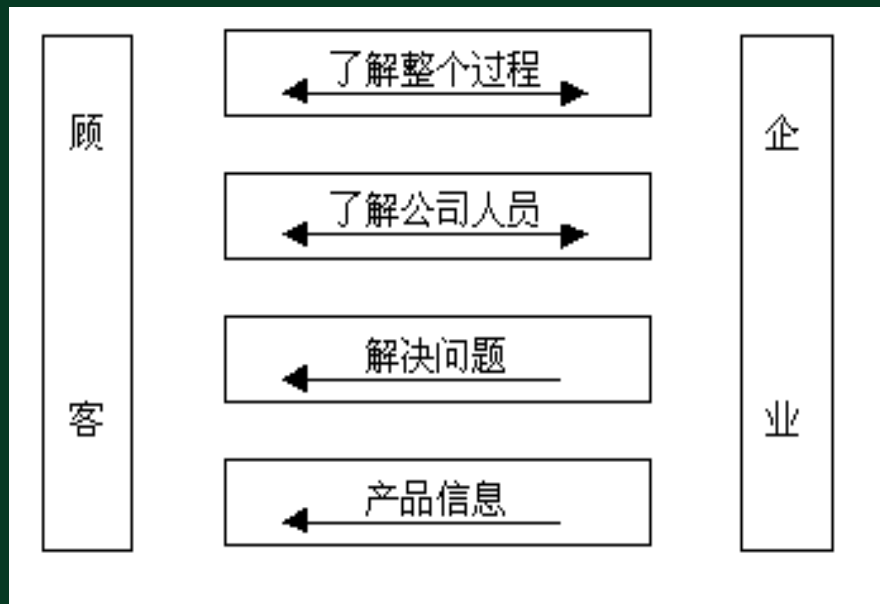 顾客
了解整个过程
了解公司人员
解决问题
产品信息
企业